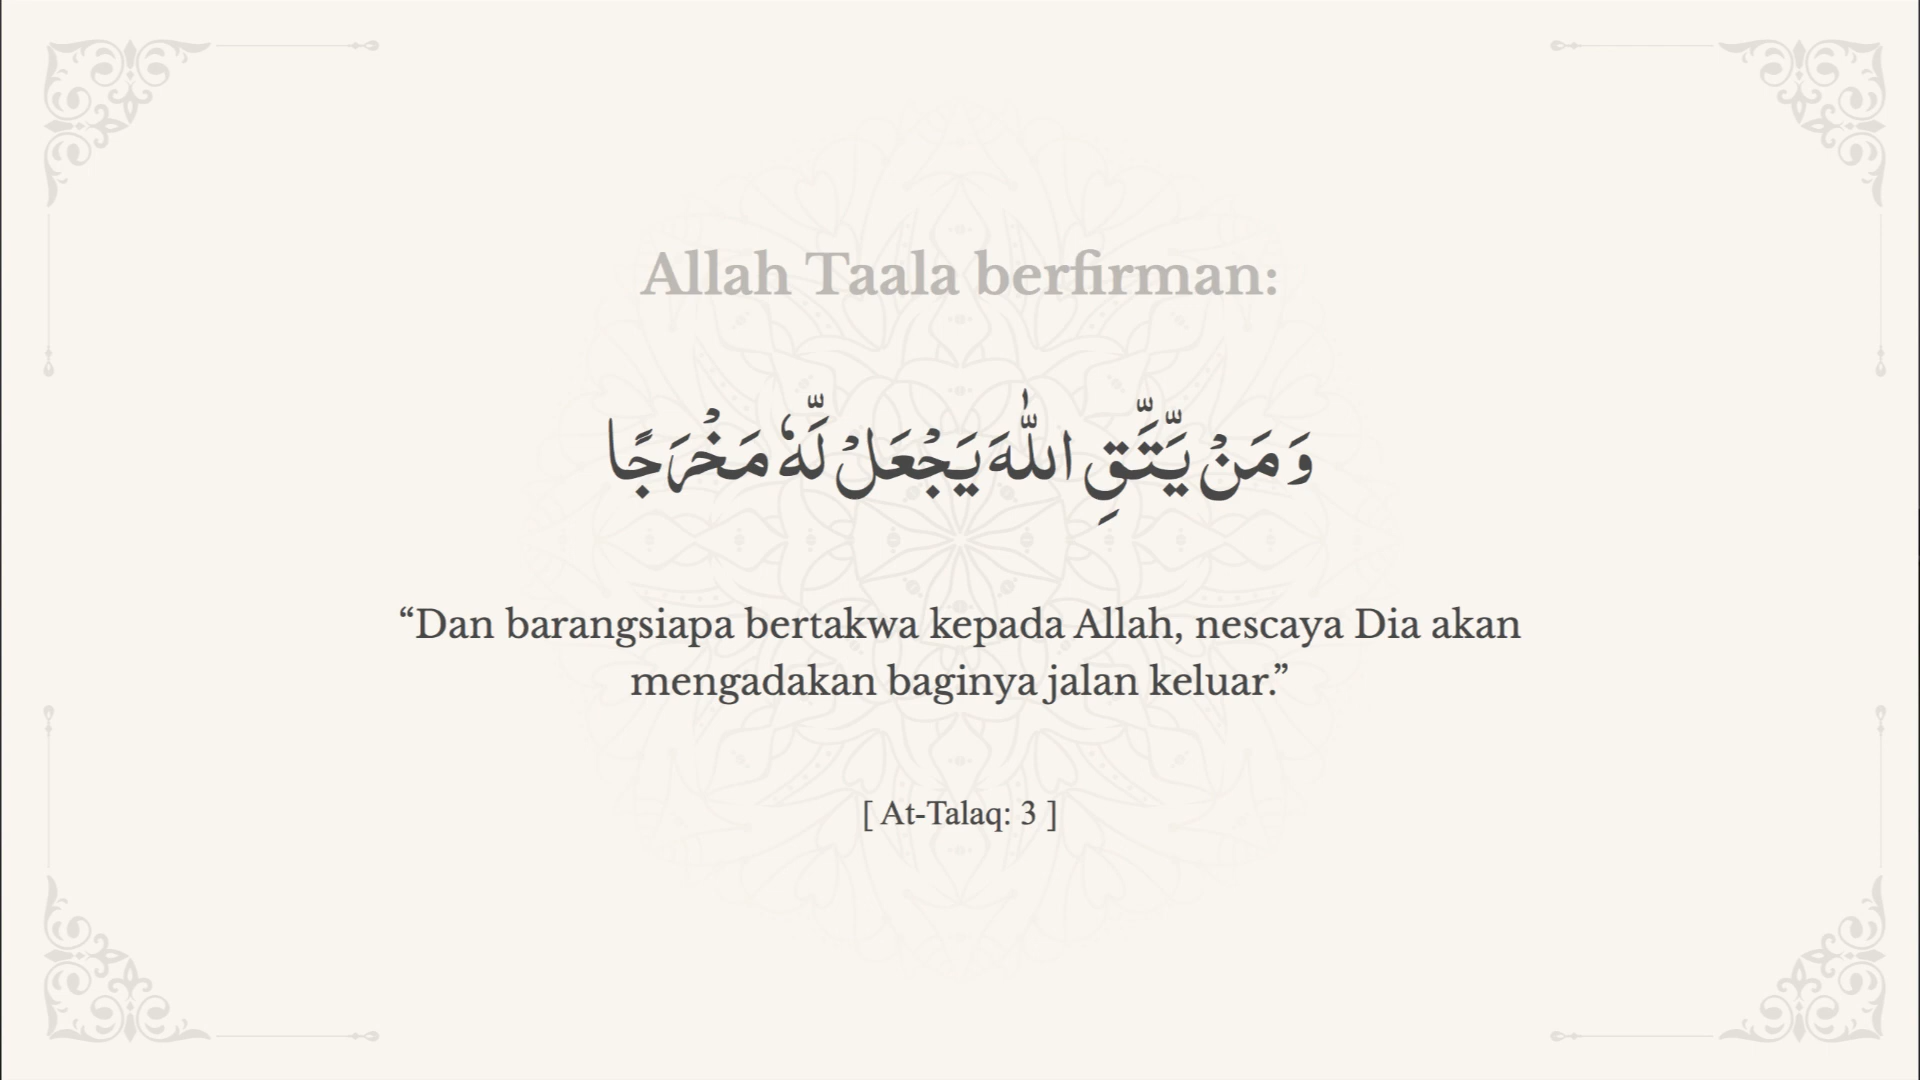 Allah Taala berfirman:
وَمَنْ يَّتَّقِ اللّٰهَ يَجْعَلْ لَّهٗ مَخْرَجًا
“Dan barangsiapa bertakwa kepada Allah, nescaya Dia akan
mengadakan baginya jalan keluar.”
[ At-Talaq: 3 ]